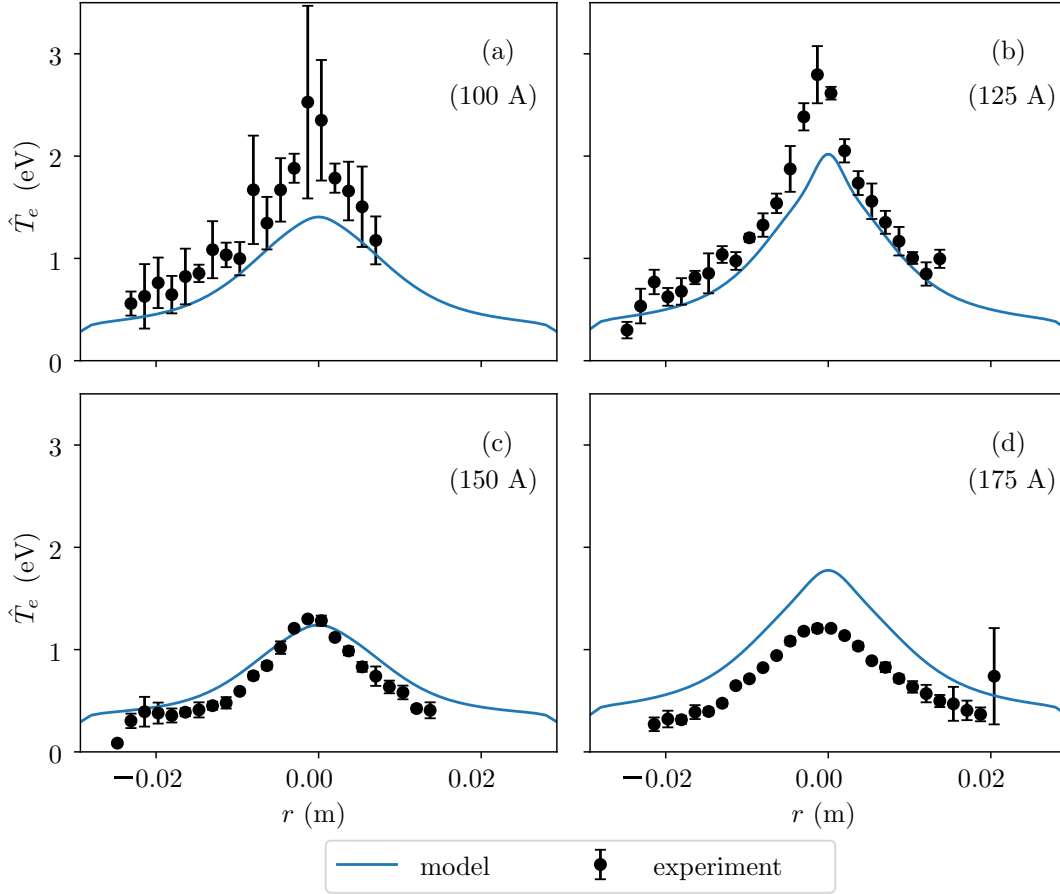 (a)
(100 A)
(b)
(125 A)
3
2
1
0
T̂ₑ (eV)
(c)
(150 A)
(d)
(175 A)
3
2
1
0
T̂ₑ (eV)
−0.02 0.00 0.02
r (m)
−0.02 0.00 0.02
r (m)
model experiment